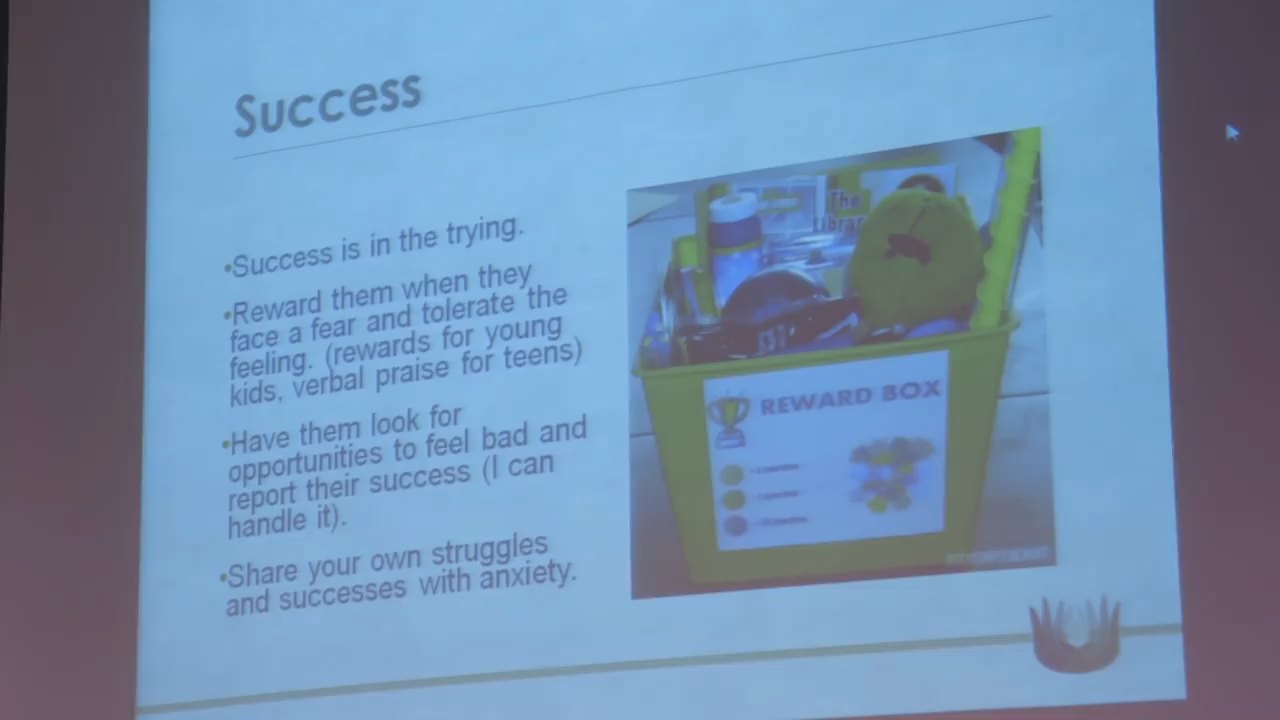 Success
•Success is in the trying.
•Reward them when they
face a fear and tolerate the
feeling. (rewards for young
kids, verbal praise for teens)
•Have them look for
opportunities to feel bad and
report their success (I can
handle it).
•Share your own struggles
and successes with anxiety.
The
REWARD BOX